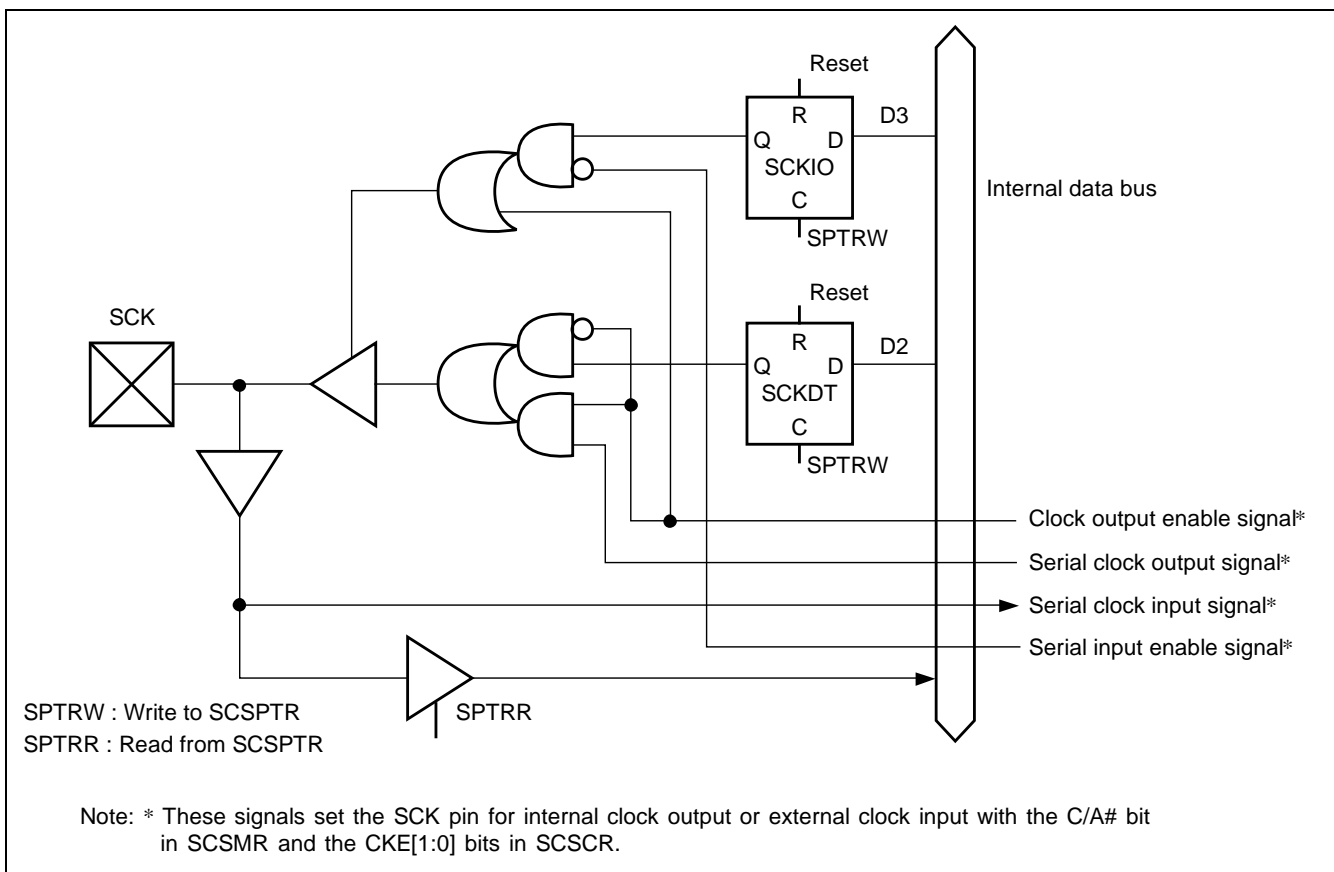 Reset
R
D3
Q D
SCKIO
C
Internal data bus
SPTRW
Reset
SCK
R
D2
Q D
SCKDT
C
SPTRW
Clock output enable signal*
Serial clock output signal*
Serial clock input signal*
Serial input enable signal*
SPTRW : Write to SCSPTR
SPTRR
SPTRR : Read from SCSPTR
Note: * These signals set the SCK pin for internal clock output or external clock input with the C/A# bit
in SCSMR and the CKE[1:0] bits in SCSCR.